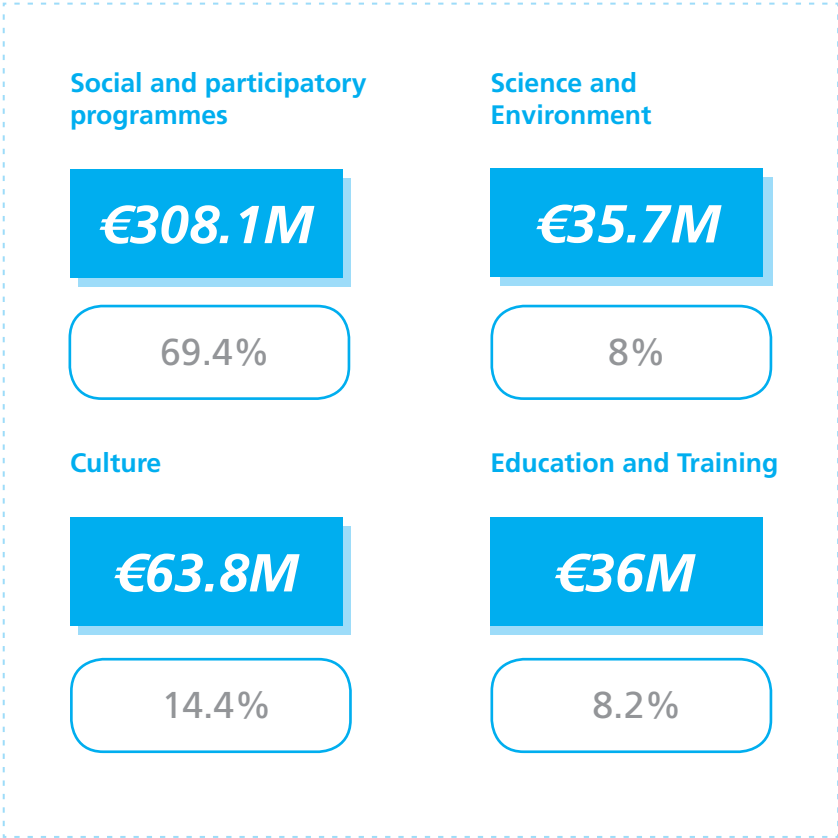 Social and participatory
programmes
€308.1M
69.4%
Science and
Environment
€35.7M
8%
Culture
€63.8M
14.4%
Education and Training
€36M
8.2%